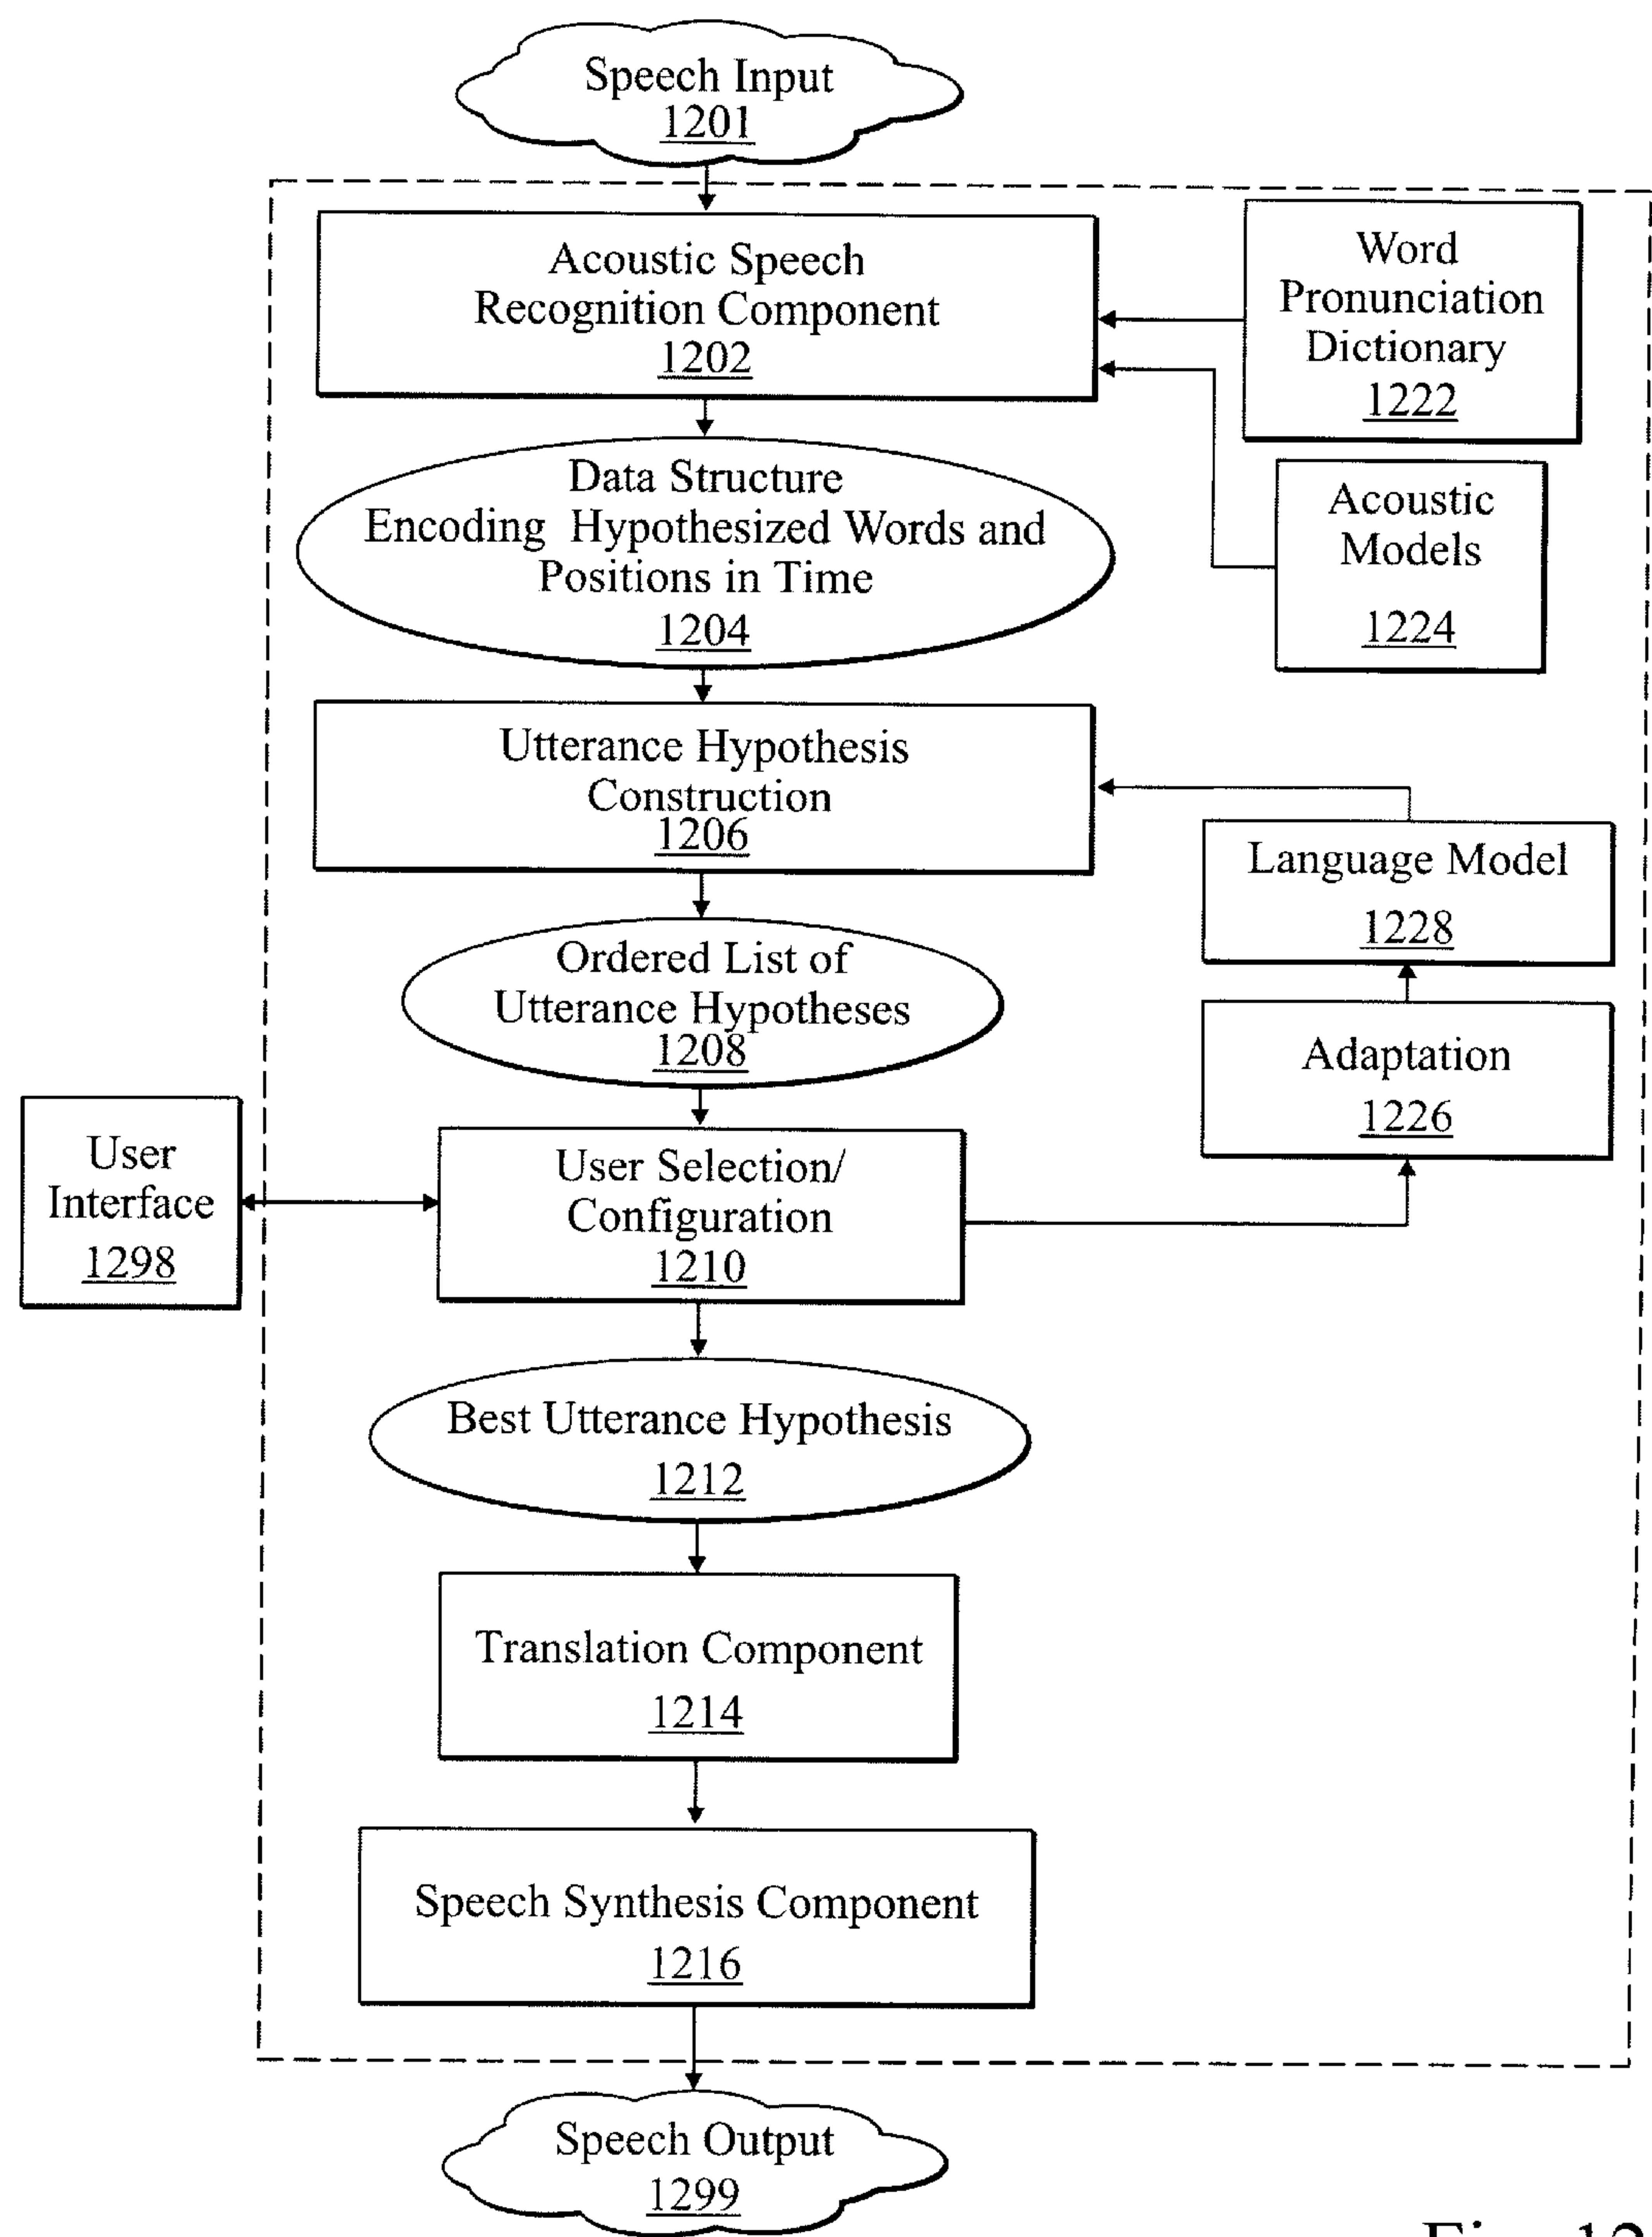 Speech Input
1201
Acoustic Speech
Recognition Component
1202
Word
Pronunciation
Dictionary
1222
Data Structure
Encoding Hypothesized Words and
Positions in Time
1204
Acoustic
Models
1224
Utterance Hypothesis
Construction
1206
Language Model
1228
Ordered List of
Utterance Hypotheses
1208
Adaptation
1226
User
Interface
1298
User Selection/
Configuration
1210
Best Utterance Hypothesis
1212
Translation Component
1214
Speech Synthesis Component
1216
Speech Output
1299
Fig. 12